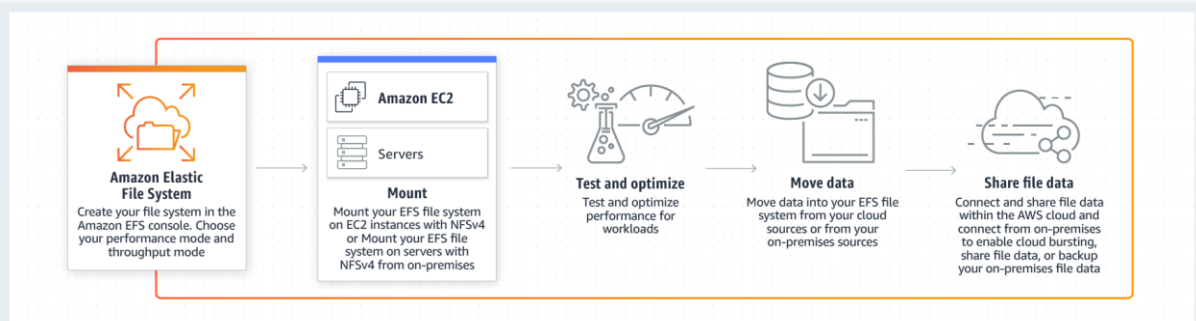 Amazon Elastic
File System
Create your file system in the
Amazon EFS console. Choose
your performance mode and
throughput mode
Amazon EC2
Servers
Mount
Mount your EFS file system
on EC2 instances with NFSv4
or Mount your EFS file
system on servers with
NFSv4 from on-premises
Test and optimize
Test and optimize
performance for
workloads
Move data
Move data into your EFS file
system from your cloud
sources or from your
on-premises sources
Share file data
Connect and share file data
within the AWS cloud and
connect from on-premises
to enable cloud bursting,
share file data, or backup
your on-premises file data